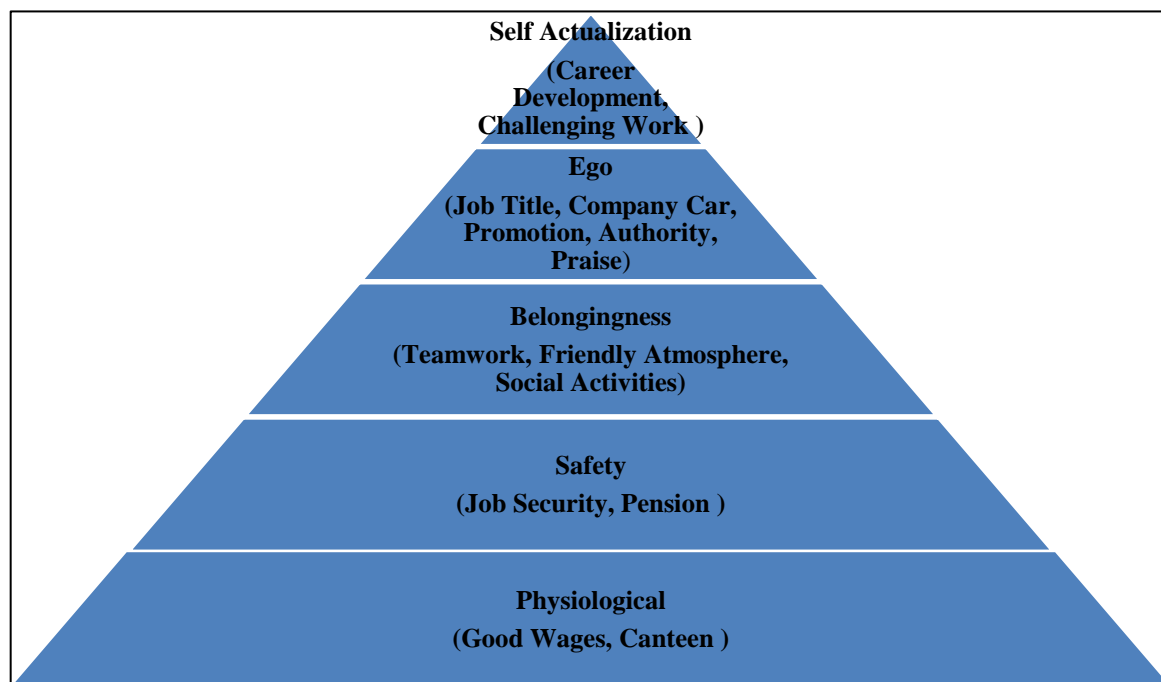 Self Actualization
(Career
Development,
Challenging Work )
Ego
(Job Title, Company Car,
Promotion, Authority,
Praise)
Belongingness
(Teamwork, Friendly Atmosphere,
Social Activities)
Safety
(Job Security, Pension )
Physiological
(Good Wages, Canteen )